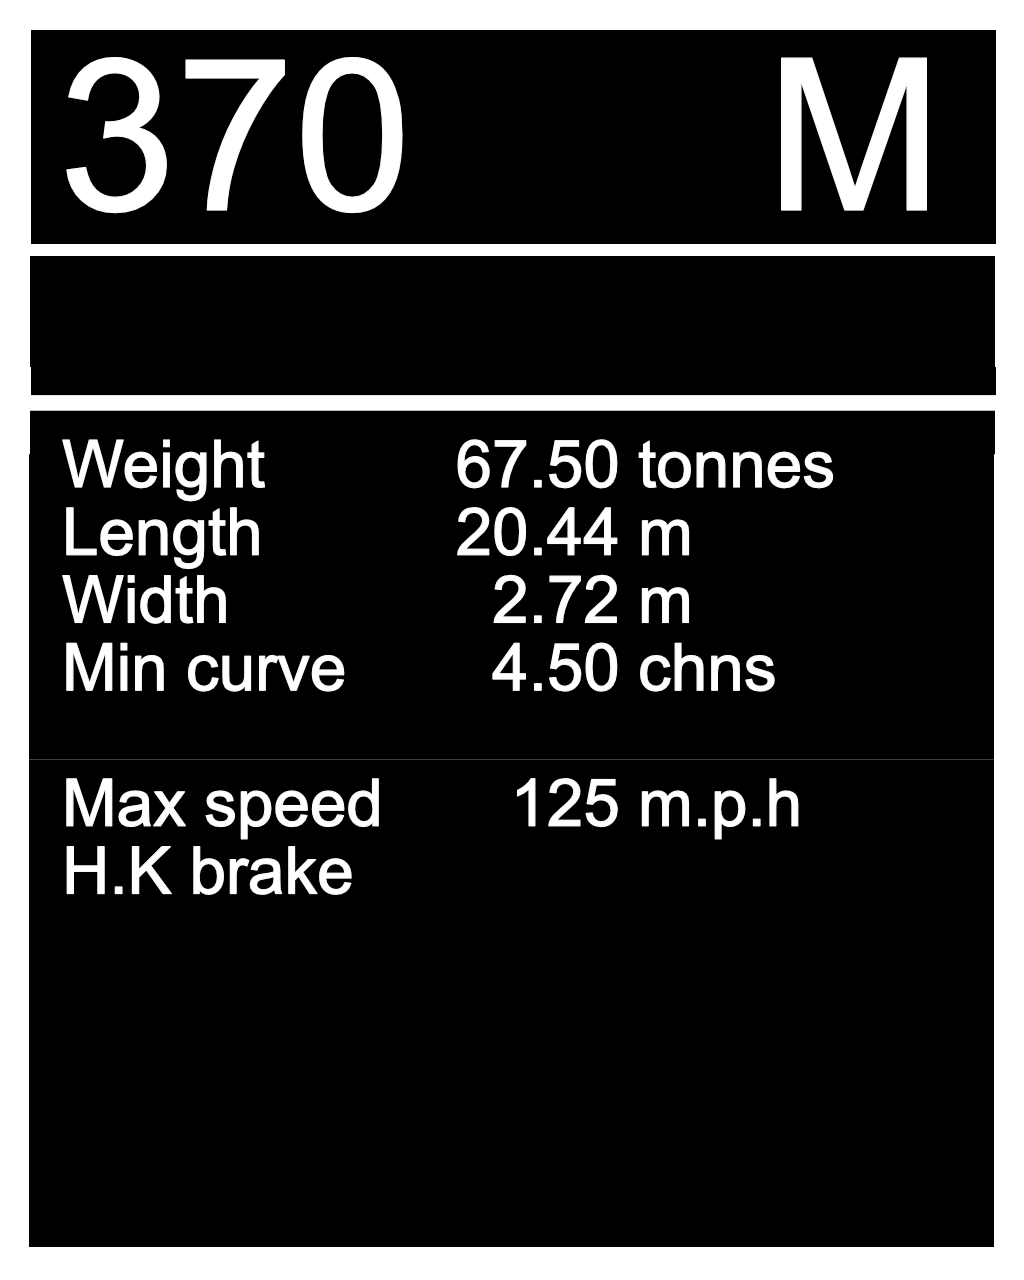 370 M
Weight 67.50 tonnes
Length 20.44 m
Width 2.72 m
Min curve 4.50 chns
Max speed 125 m.p.h
H.K brake